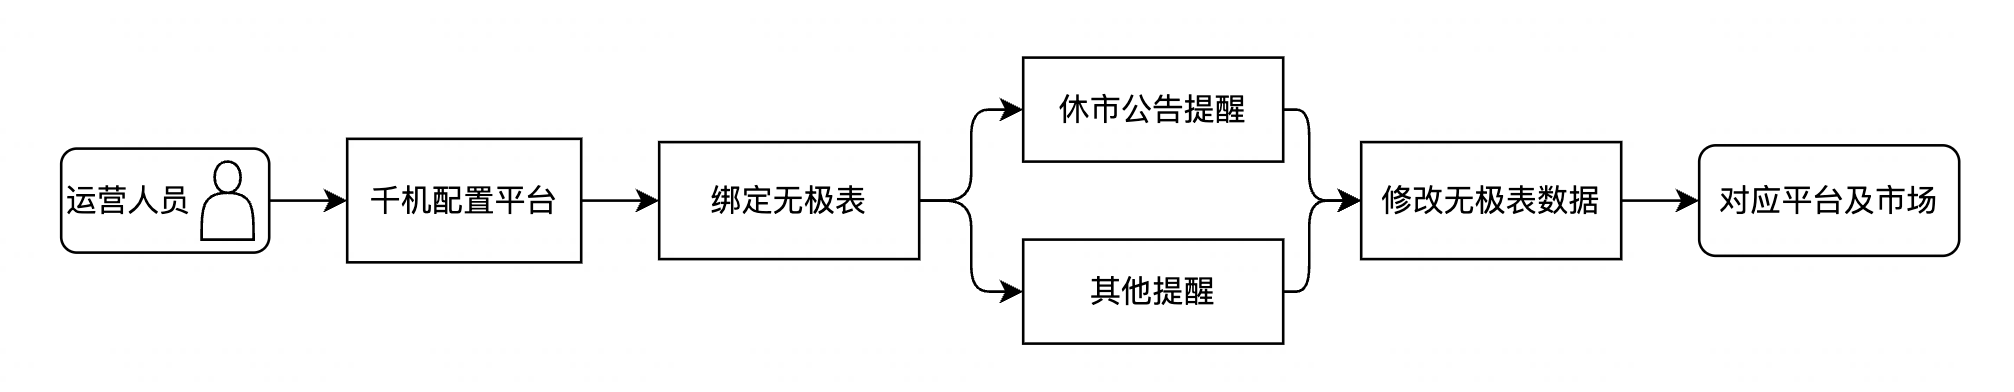 运营人员
千机配置平台
绑定无极表
休市公告提醒
其他提醒
修改无极表数据
对应平台及市场